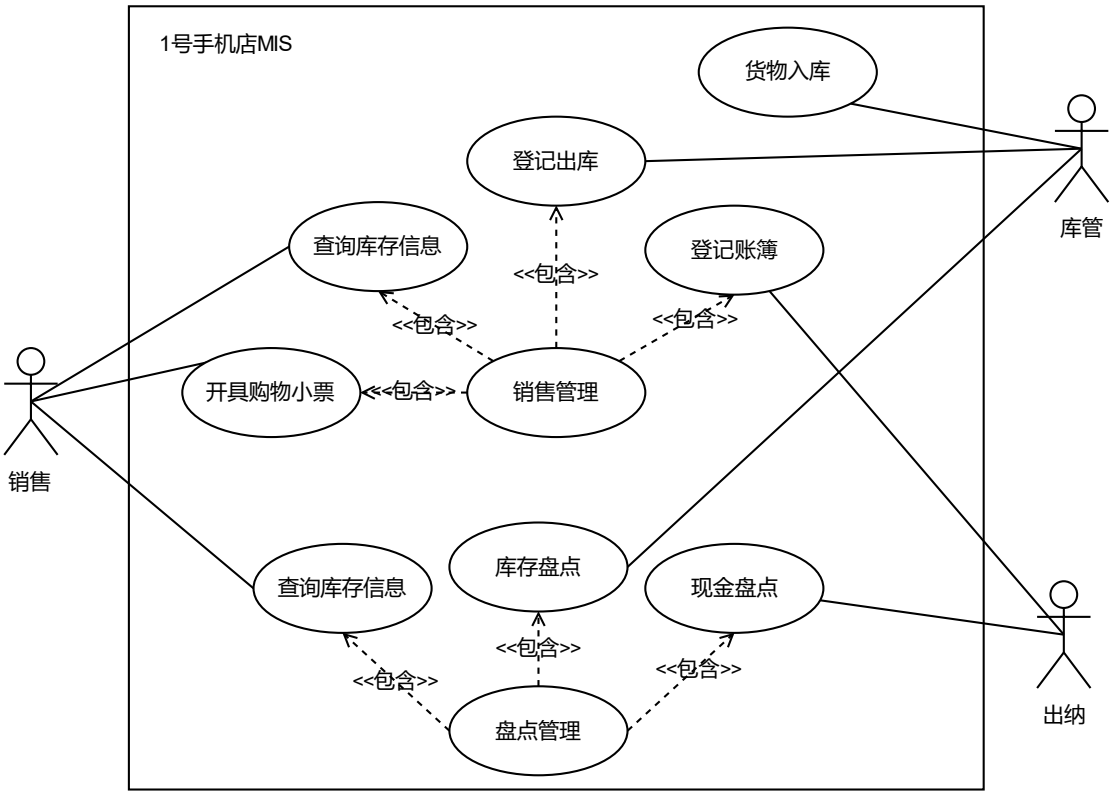 1号手机店MIS
货物入库
登记出库
库管
查询库存信息
登记账簿
<<包含>>
<<包含>>
<<包含>>
开具购物小票
<<包含>>
销售管理
销售
库存盘点
查询库存信息
现金盘点
<<包含>>
<<包含>>
<<包含>>
出纳
盘点管理